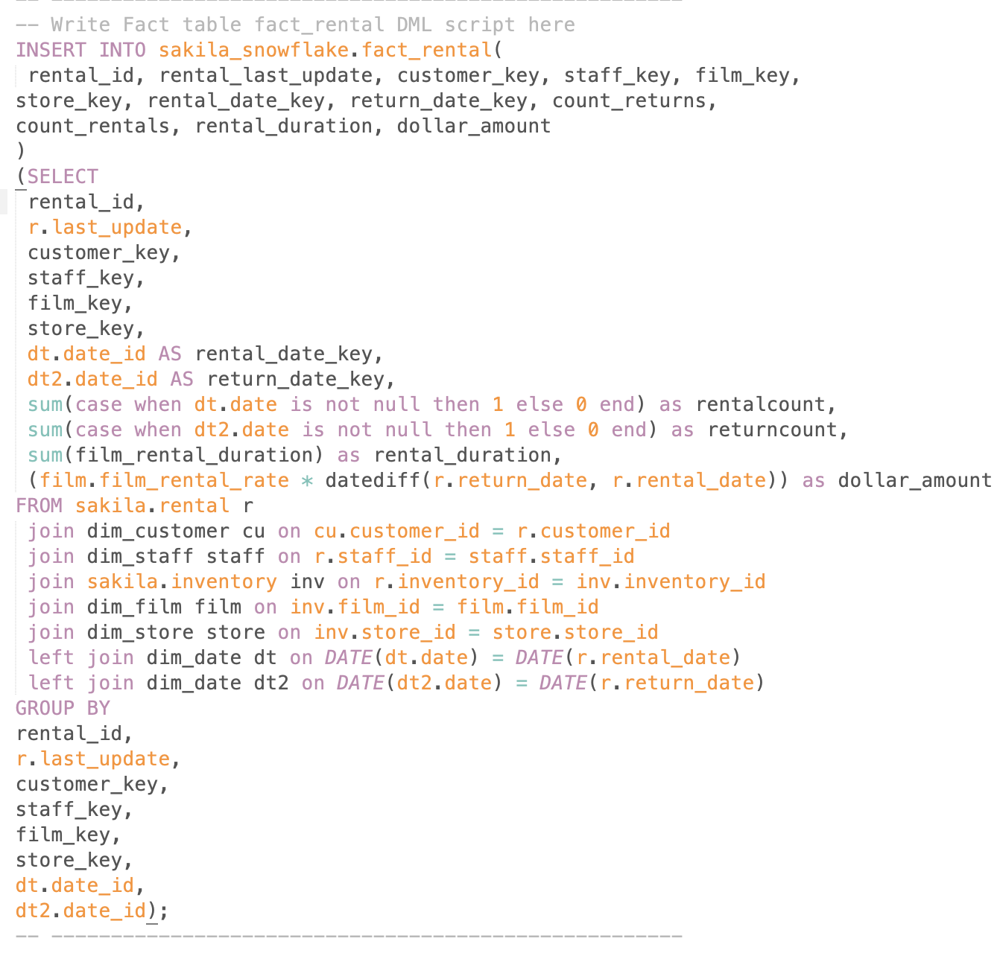 -- -----------------------------------------------------
-- Write Fact table fact_rental DML script here
INSERT INTO sakila_snowflake.fact_rental(
rental_id, rental_last_update, customer_key, staff_key, film_key,
store_key, rental_date_key, return_date_key, count_returns,
count_rentals, rental_duration, dollar_amount
)
(SELECT
rental_id,
r.last_update,
customer_key,
staff_key,
film_key,
store_key,
dt.date_id AS rental_date_key,
dt2.date_id AS return_date_key,
sum(case when dt.date is not null then 1 else 0 end) as rentalcount,
sum(case when dt2.date is not null then 1 else 0 end) as returncount,
sum(film_rental_duration) as rental_duration,
(film.film_rental_rate * datediff(r.return_date, r.rental_date)) as dollar_amount
FROM sakila.rental r
join dim_customer cu on cu.customer_id = r.customer_id
join dim_staff staff on r.staff_id = staff.staff_id
join sakila.inventory inv on r.inventory_id = inv.inventory_id
join dim_film film on inv.film_id = film.film_id
join dim_store store on inv.store_id = store.store_id
left join dim_date dt on DATE(dt.date) = DATE(r.rental_date)
left join dim_date dt2 on DATE(dt2.date) = DATE(r.return_date)
GROUP BY
rental_id,
r.last_update,
customer_key,
staff_key,
film_key,
store_key,
dt.date_id,
dt2.date_id);
-- -----------------------------------------------------